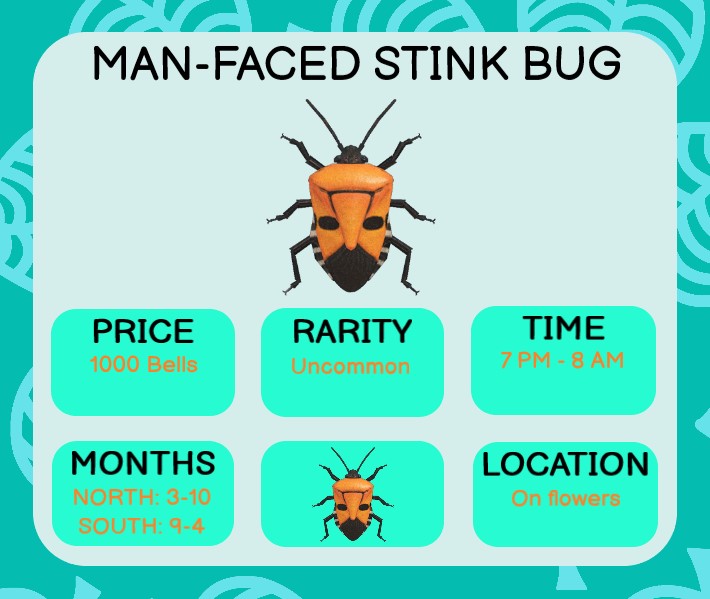 MAN-FACED STINK BUG
PRICE
1000 Bells
RARITY
Uncommon
TIME
7 PM - 8 AM
MONTHS
NORTH: 3-10
SOUTH: 9-4
LOCATION
On flowers